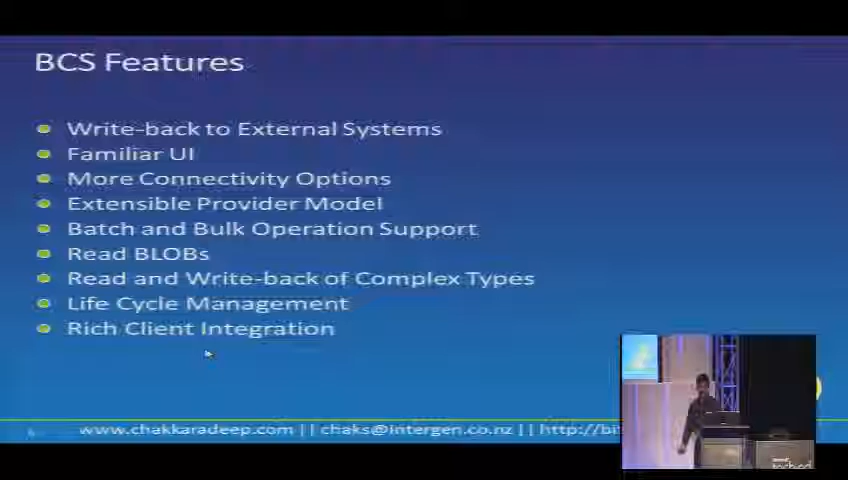 BCS Features
Write-back to External Systems
Familiar UI
More Connectivity Options
Extensible Provider Model
Batch and Bulk Operation Support
Read BLOBs
Read and Write-back of Complex Types
Life Cycle Management
Rich Client Integration
www.chakkaradeep.com || chaks@intergen.co.nz || http://bi